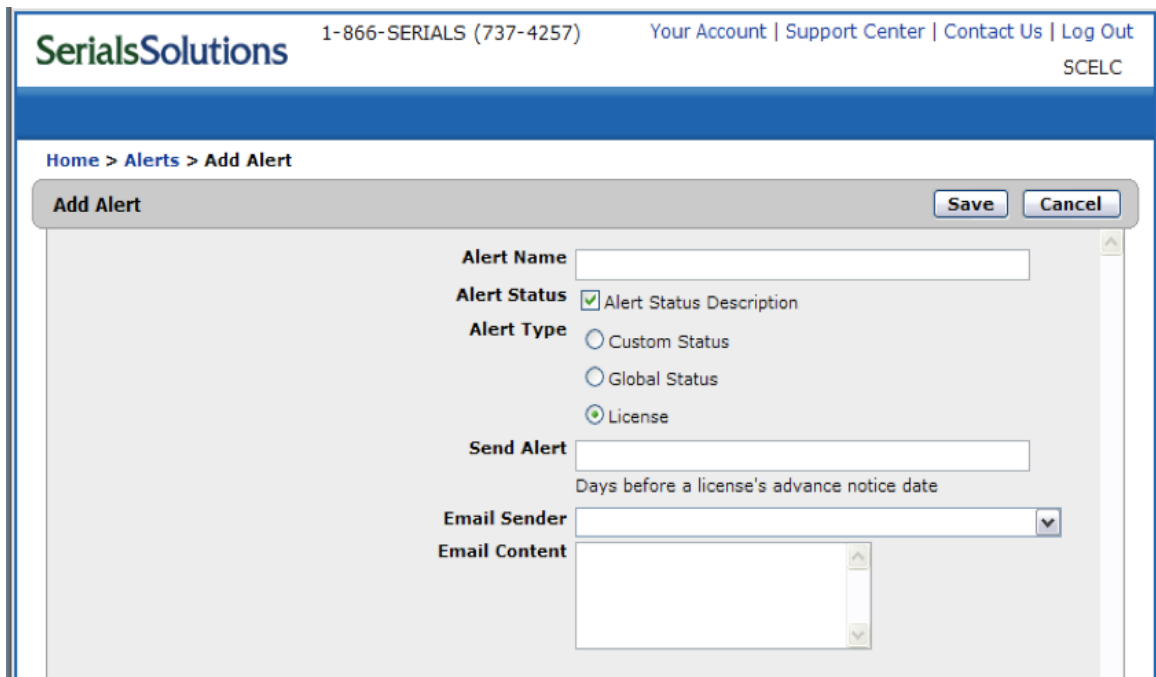 SerialsSolutions
1-866-SERIALS (737-4257)
Your Account | Support Center | Contact Us | Log Out
SCELC
Home > Alerts > Add Alert
Add Alert
Save
Cancel
Alert Name
Alert Status
Alert Status Description
Alert Type
Custom Status
Global Status
License
Send Alert
Days before a license's advance notice date
Email Sender
Email Content